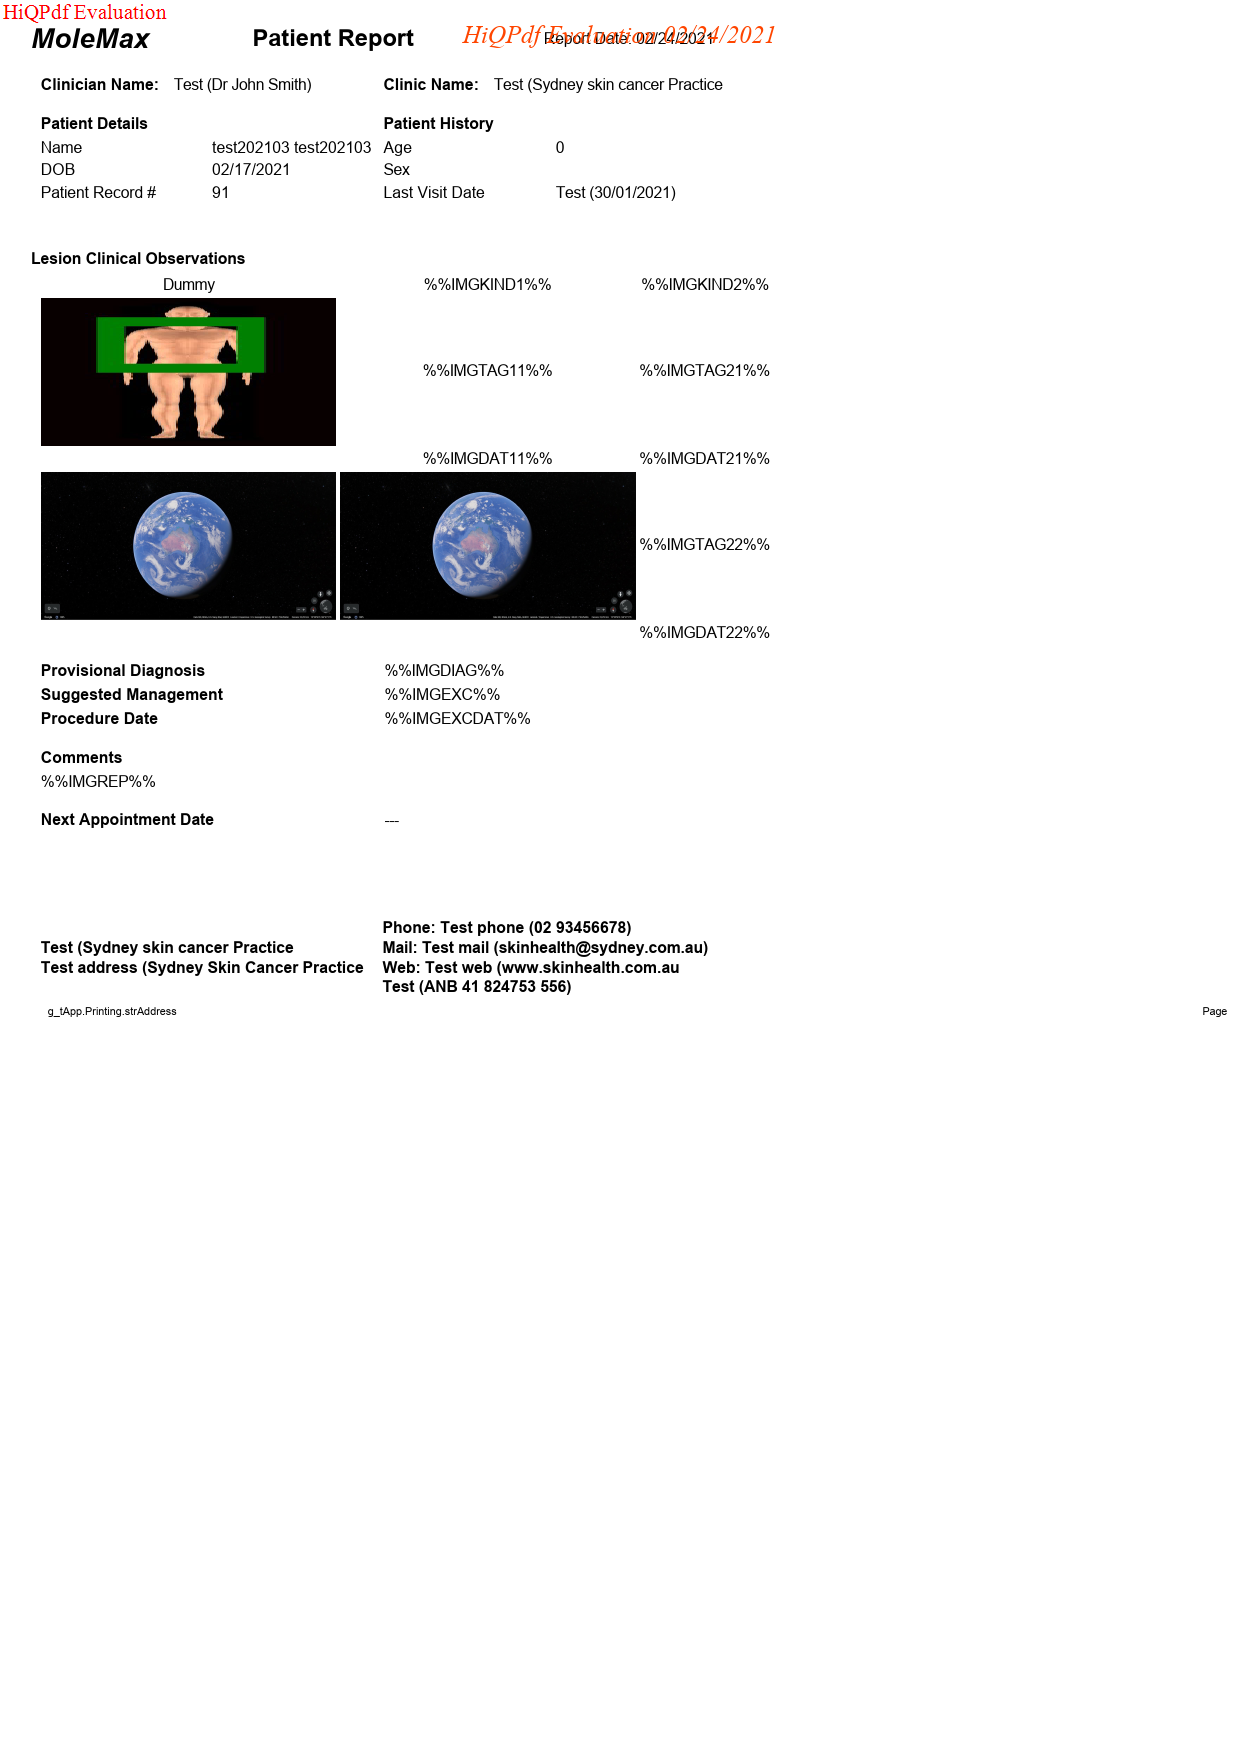 HiQPdf Evaluation
MoleMax Patient Report HiQPdf Evaluation 02/24/2021 Report Date: 02/24/2021
Clinician Name: Test (Dr John Smith) Clinic Name: Test (Sydney skin cancer Practice
Patient Details Patient History
Name test202103 test202103 Age 0
DOB 02/17/2021 Sex
Patient Record # 91 Last Visit Date Test (30/01/2021)
Lesion Clinical Observations
Dummy %%IMGKIND1%% %%IMGKIND2%%
%%IMGTAG11%% %%IMGTAG21%%
%%IMGDAT11%% %%IMGDAT21%%
%%IMGTAG22%%
%%IMGDAT22%%
Provisional Diagnosis %%IMGDIAG%%
Suggested Management %%IMGEXC%%
Procedure Date %%IMGEXCDAT%%
Comments
%%IMGREP%%
Next Appointment Date ---
Phone: Test phone (02 93456678)
Test (Sydney skin cancer Practice Mail: Test mail (skinhealth@sydney.com.au)
Test address (Sydney Skin Cancer Practice Web: Test web (www.skinhealth.com.au
Test (ANB 41 824753 556)
g_tApp.Printing.strAddress Page